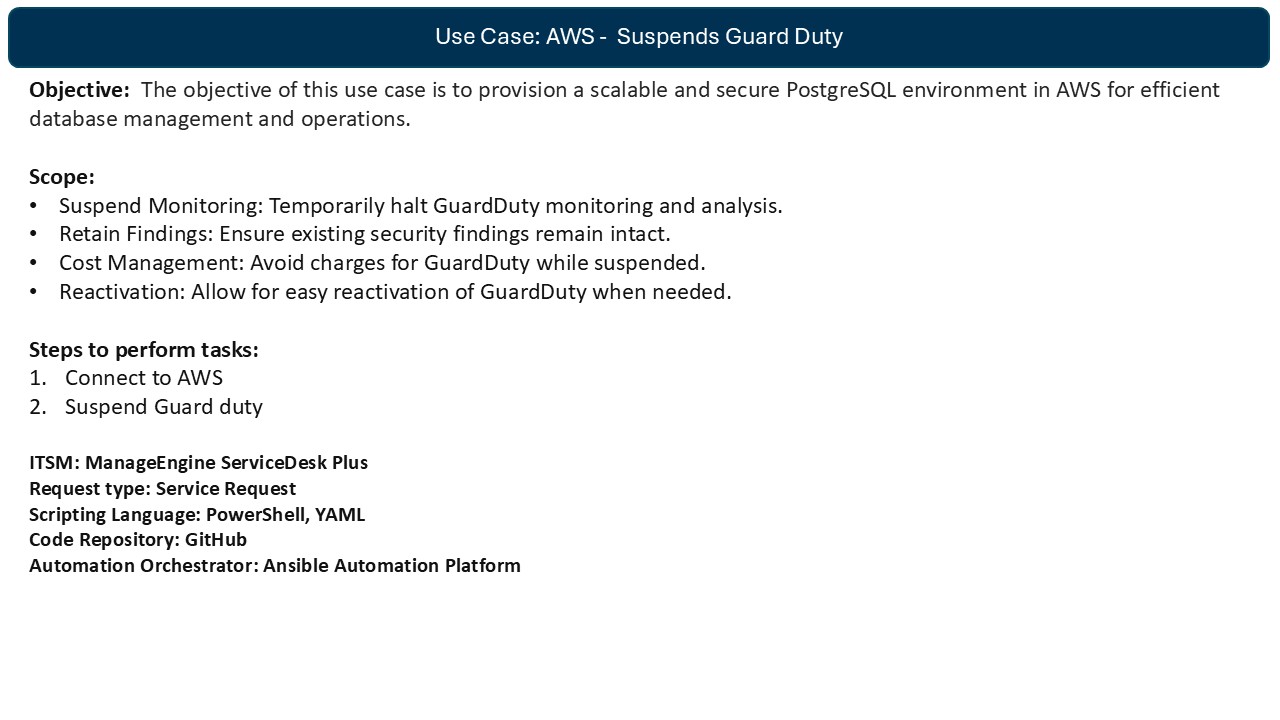 Use Case: AWS -  Suspends Guard Duty
Objective:  The objective of this use case is to provision a scalable and secure PostgreSQL environment in AWS for efficient
database management and operations.
Scope:
• Suspend Monitoring: Temporarily halt GuardDuty monitoring and analysis.
• Retain Findings: Ensure existing security findings remain intact.
• Cost Management: Avoid charges for GuardDuty while suspended.
• Reactivation: Allow for easy reactivation of GuardDuty when needed.
Steps to perform tasks:
1. Connect to AWS
2. Suspend Guard duty
ITSM: ManageEngine ServiceDesk Plus
Request type: Service Request
Scripting Language: PowerShell, YAML
Code Repository: GitHub
Automation Orchestrator: Ansible Automation Platform